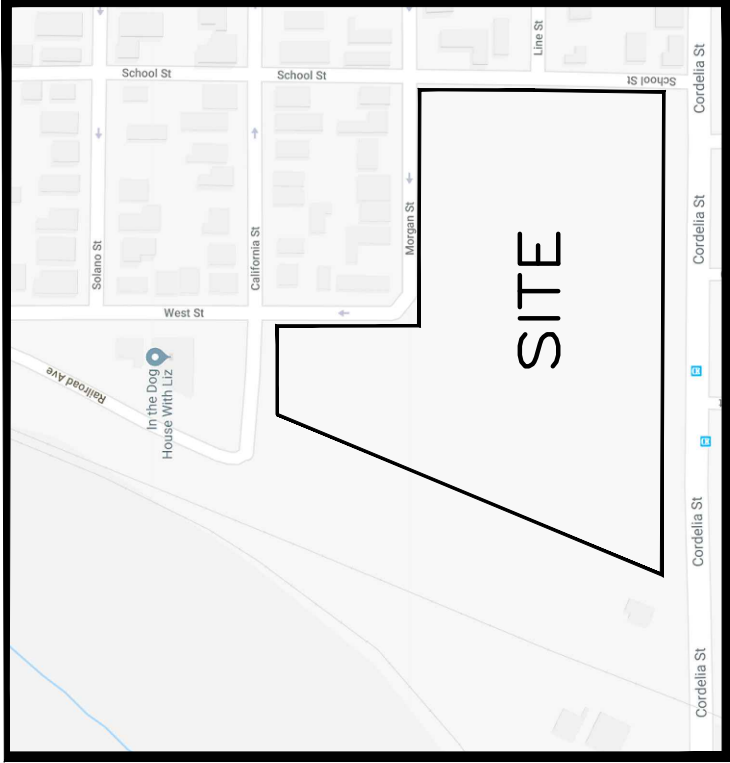 Line St
Cordelia St
School St
School St
School St
Cordelia St
Morgan St
Solano St
California St
SITE
West St
Railroad Ave
In the Dog
House With Liz
Cordelia St
Cordelia St